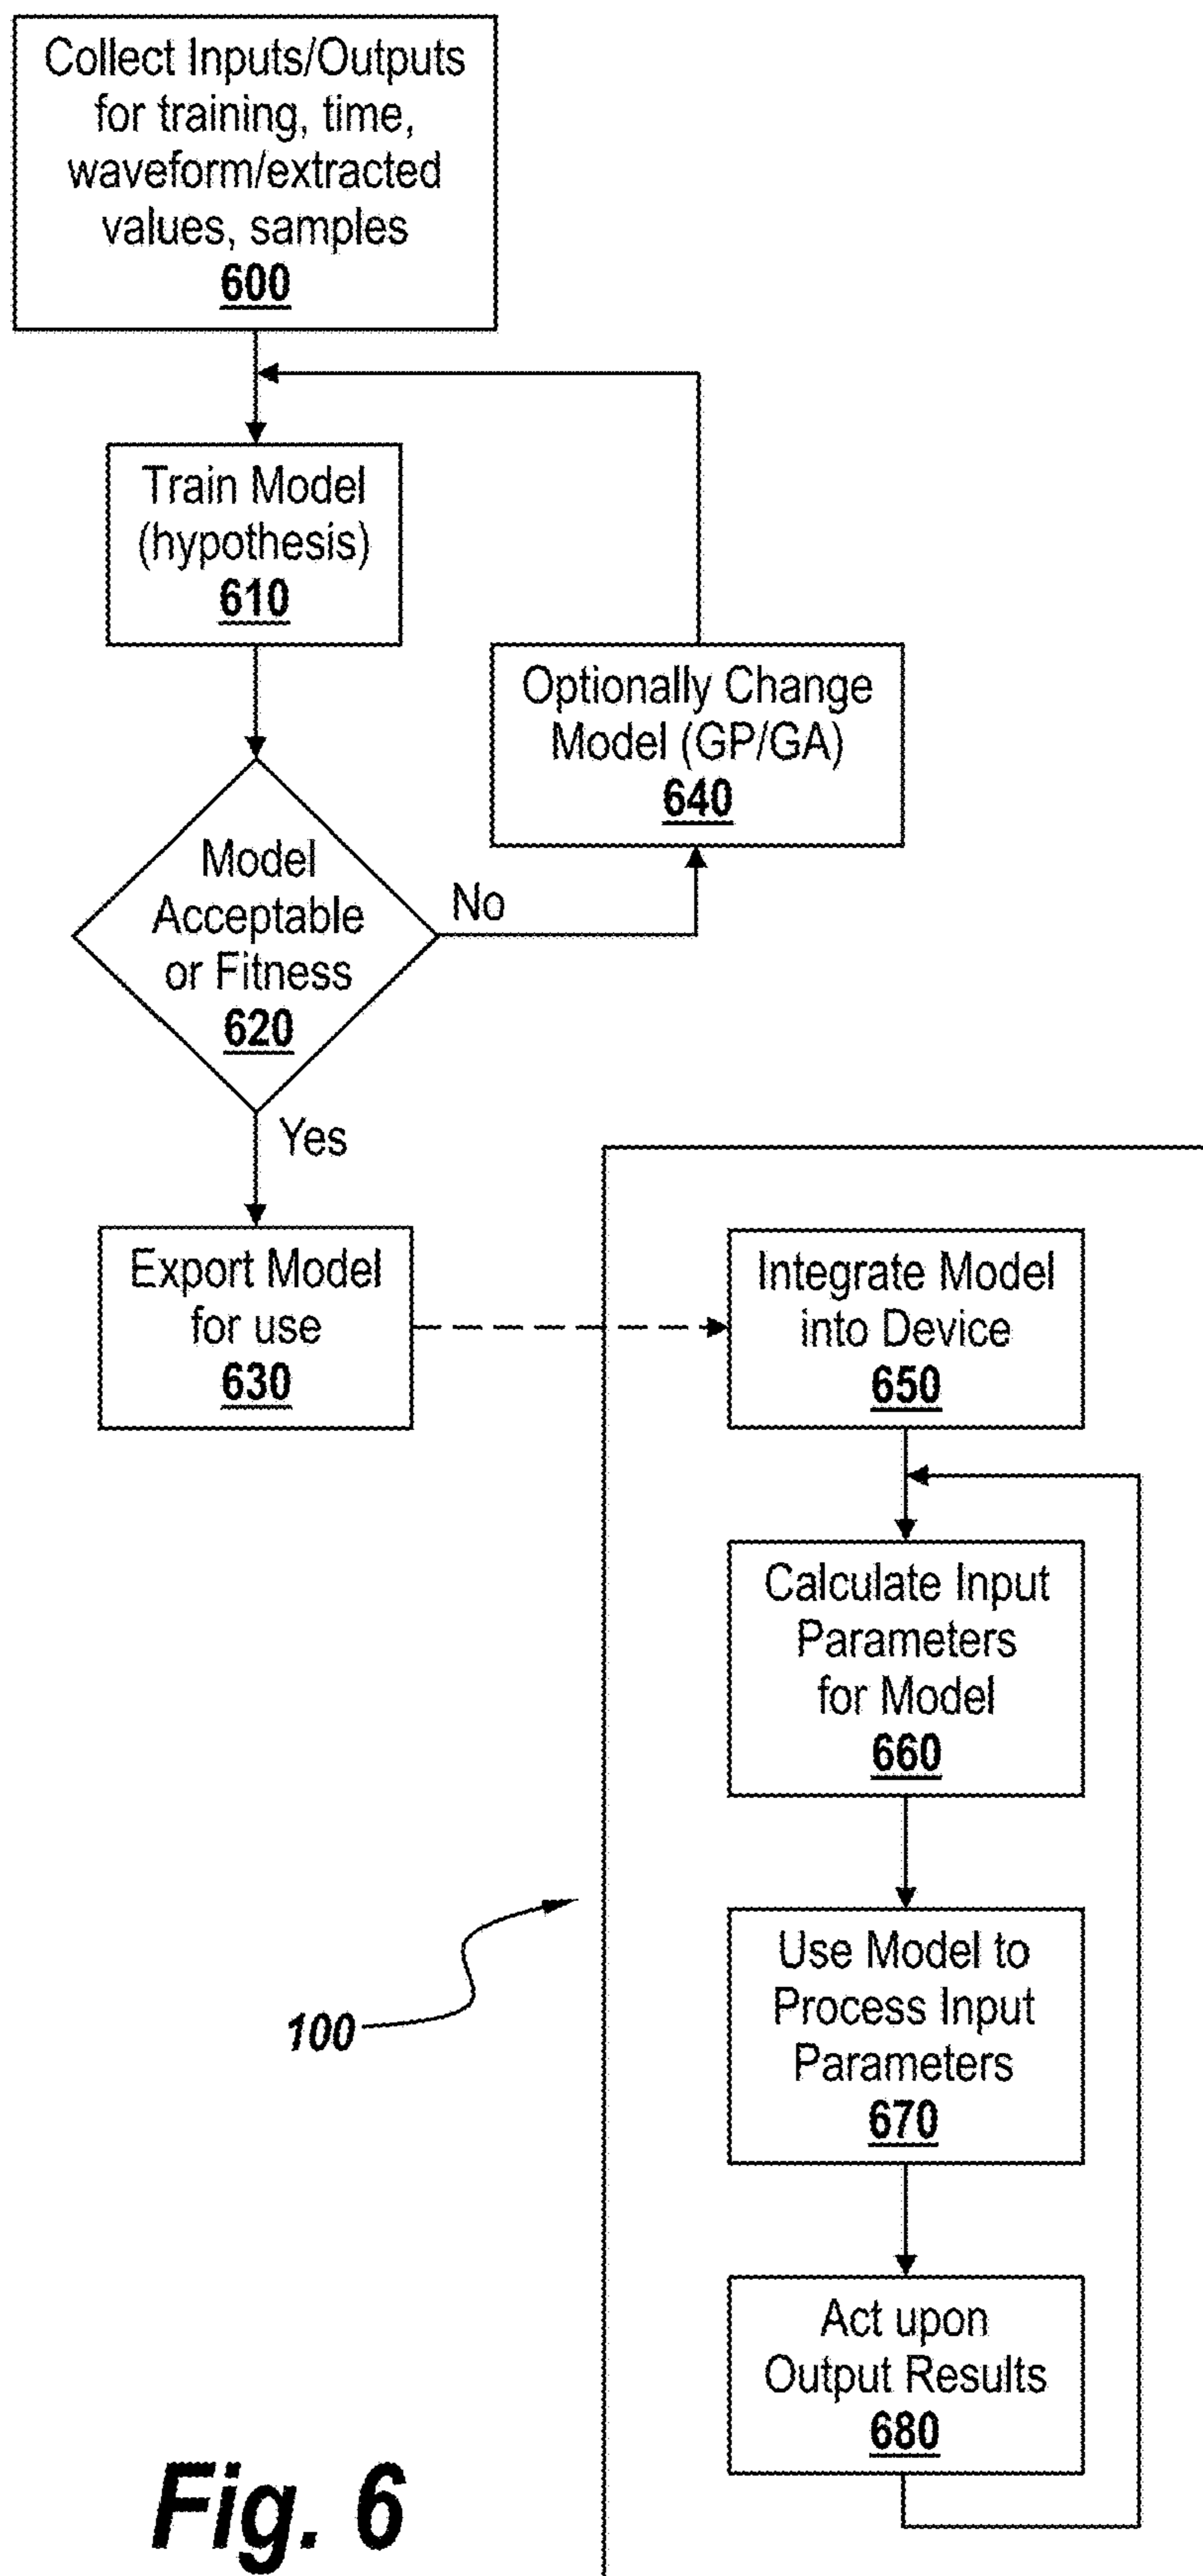 Collect Inputs/Outputs
for training, time,
waveform/extracted
values, samples
600
Train Model
(hypothesis)
610
Optionally Change
Model (GP/GA)
640
Model
Acceptable
or Fitness
620
No
Yes
Export Model
for use
630
Integrate Model
into Device
650
Calculate Input
Parameters
for Model
660
Use Model to
Process Input
Parameters
670
100
Act upon
Output Results
680
Fig. 6